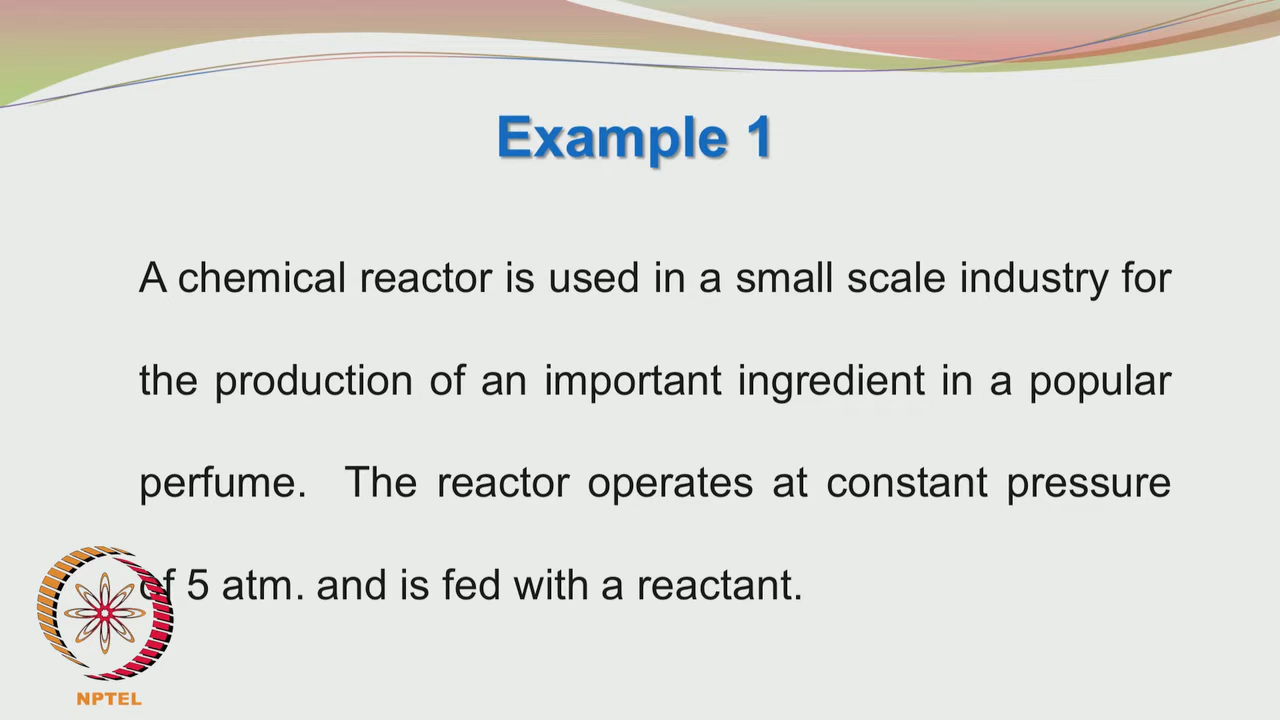 Example 1
A chemical reactor is used in a small scale industry for
the production of an important ingredient in a popular
perfume. The reactor operates at constant pressure
of 5 atm. and is fed with a reactant.
NPTEL